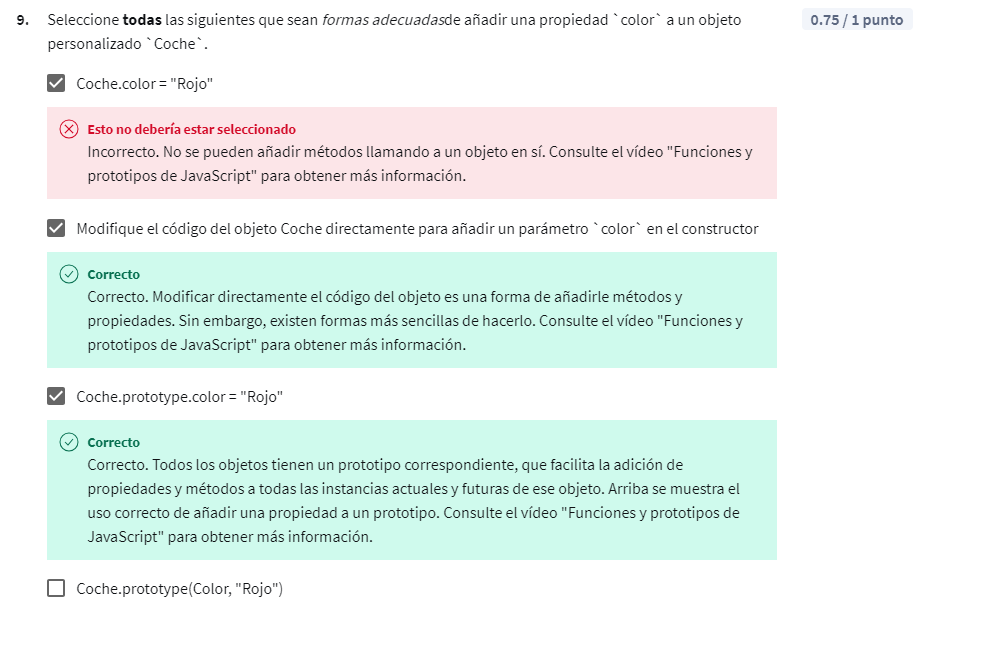 9. Seleccione todas las siguientes que sean formas adecuadasde añadir una propiedad `color` a un objeto
personalizado `Coche`.
0.75 / 1 punto
Coche.color = "Rojo"
Esto no debería estar seleccionado
Incorrecto. No se pueden añadir métodos llamando a un objeto en sí. Consulte el vídeo "Funciones y
prototipos de JavaScript" para obtener más información.
Modifique el código del objeto Coche directamente para añadir un parámetro `color` en el constructor
Correcto
Correcto. Modificar directamente el código del objeto es una forma de añadirle métodos y
propiedades. Sin embargo, existen formas más sencillas de hacerlo. Consulte el vídeo "Funciones y
prototipos de JavaScript" para obtener más información.
Coche.prototype.color = "Rojo"
Correcto
Correcto. Todos los objetos tienen un prototipo correspondiente, que facilita la adición de
propiedades y métodos a todas las instancias actuales y futuras de ese objeto. Arriba se muestra el
uso correcto de añadir una propiedad a un prototipo. Consulte el vídeo "Funciones y prototipos de
JavaScript" para obtener más información.
Coche.prototype(Color, "Rojo")